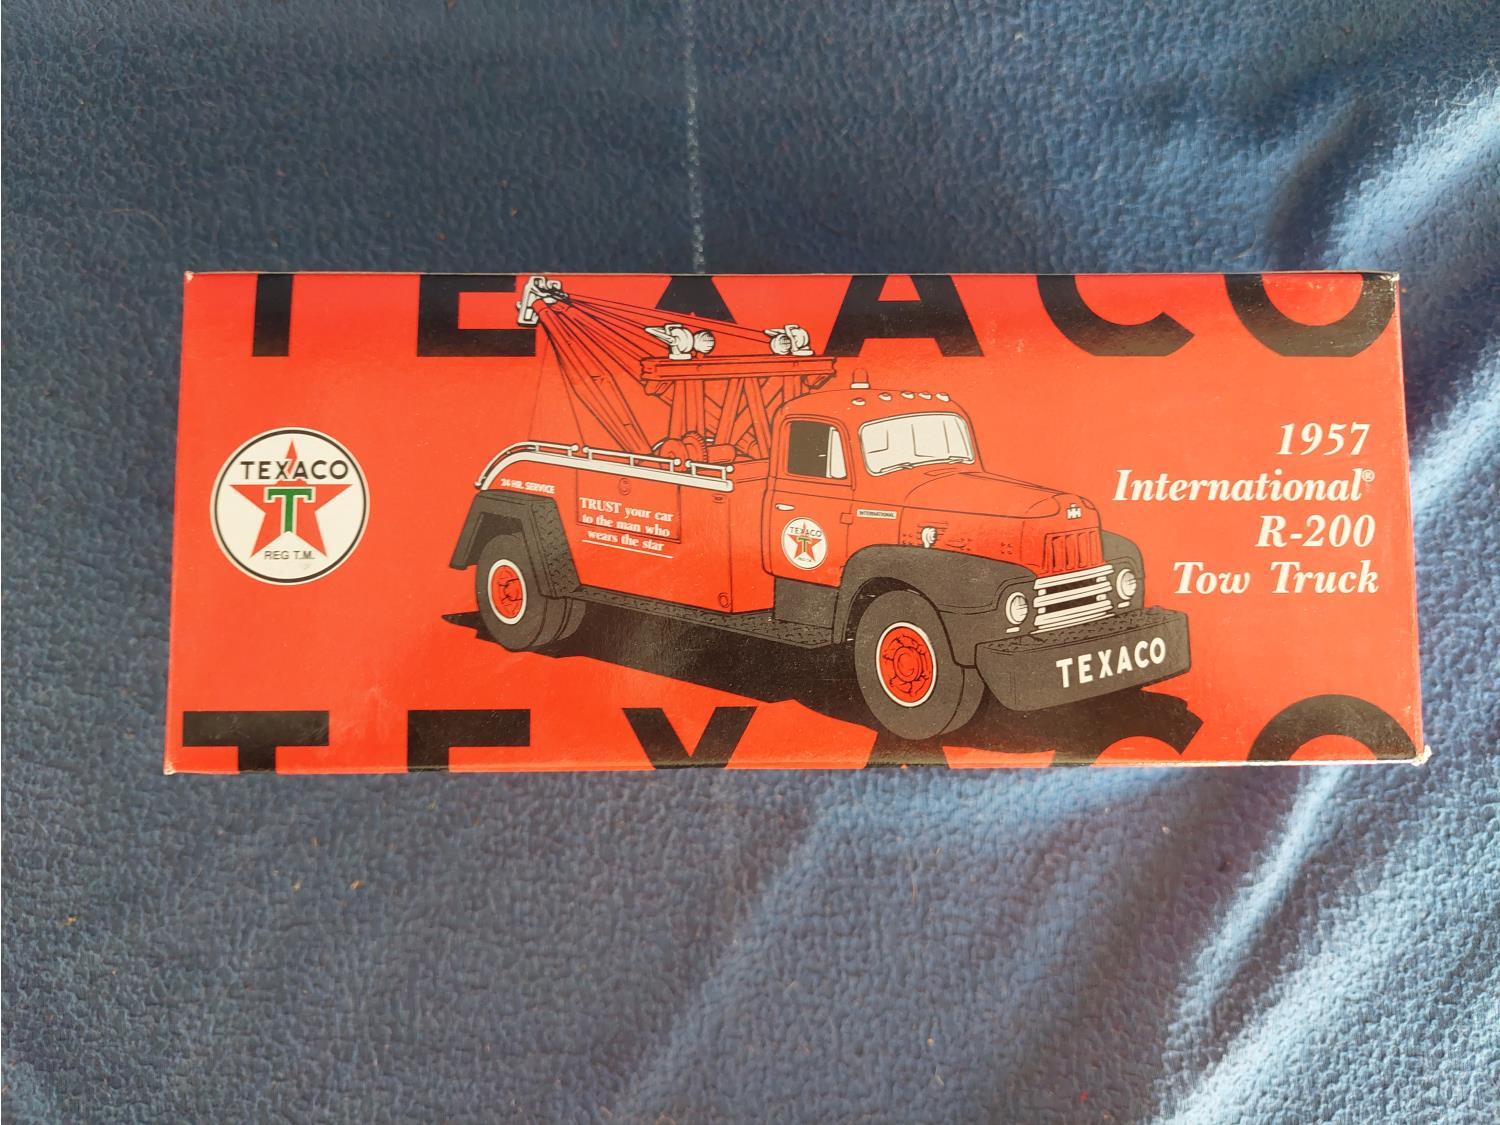 TEXACO
TEXACO
T
REG T.M.
1957
International®
R-200
Tow Truck
24 HR. SERVICE
TRUST your car
to the man who
wears the star
INTERNATIONAL
TEXACO
T
TEXACO
TEXACO